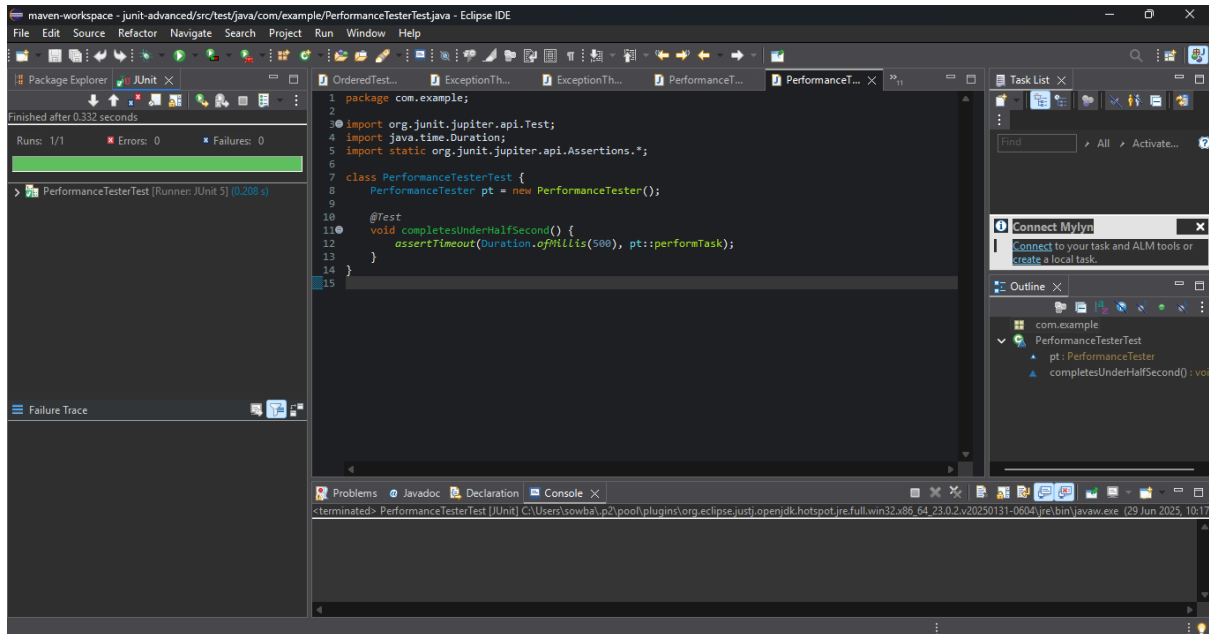 maven-workspace - junit-advanced/src/test/java/com/example/PerformanceTesterTest.java - Eclipse IDE
File Edit Source Refactor Navigate Search Project Run Window Help
Package Explorer JUnit
Finished after 0.332 seconds
Runs: 1/1 Errors: 0 Failures: 0
PerformanceTesterTest [Runner: JUnit 5] (0.208 s)
Failure Trace
OrderedTest... ExceptionTh... ExceptionTh... PerformanceT... PerformanceT... »11
1 package com.example;
2
3 import org.junit.jupiter.api.Test;
4 import java.time.Duration;
5 import static org.junit.jupiter.api.Assertions.*;
6
7 class PerformanceTesterTest {
8 PerformanceTester pt = new PerformanceTester();
9
10 @Test
11 void completesUnderHalfSecond() {
12 assertTimeout(Duration.ofMillis(500), pt::performTask);
13 }
14 }
15
Task List
Find All Activate...
Connect Mylyn
Connect to your task and ALM tools or
create a local task.
Outline
com.example
PerformanceTesterTest
pt : PerformanceTester
completesUnderHalfSecond() : voi
Problems Javadoc Declaration Console
<terminated> PerformanceTesterTest [JUnit] C:\Users\sowba\.p2\pool\plugins\org.eclipse.justj.openjdk.hotspot.jre.full.win32.x86_64_23.0.2.v20250131-0604\jre\bin\javaw.exe (29 Jun 2025, 10:17